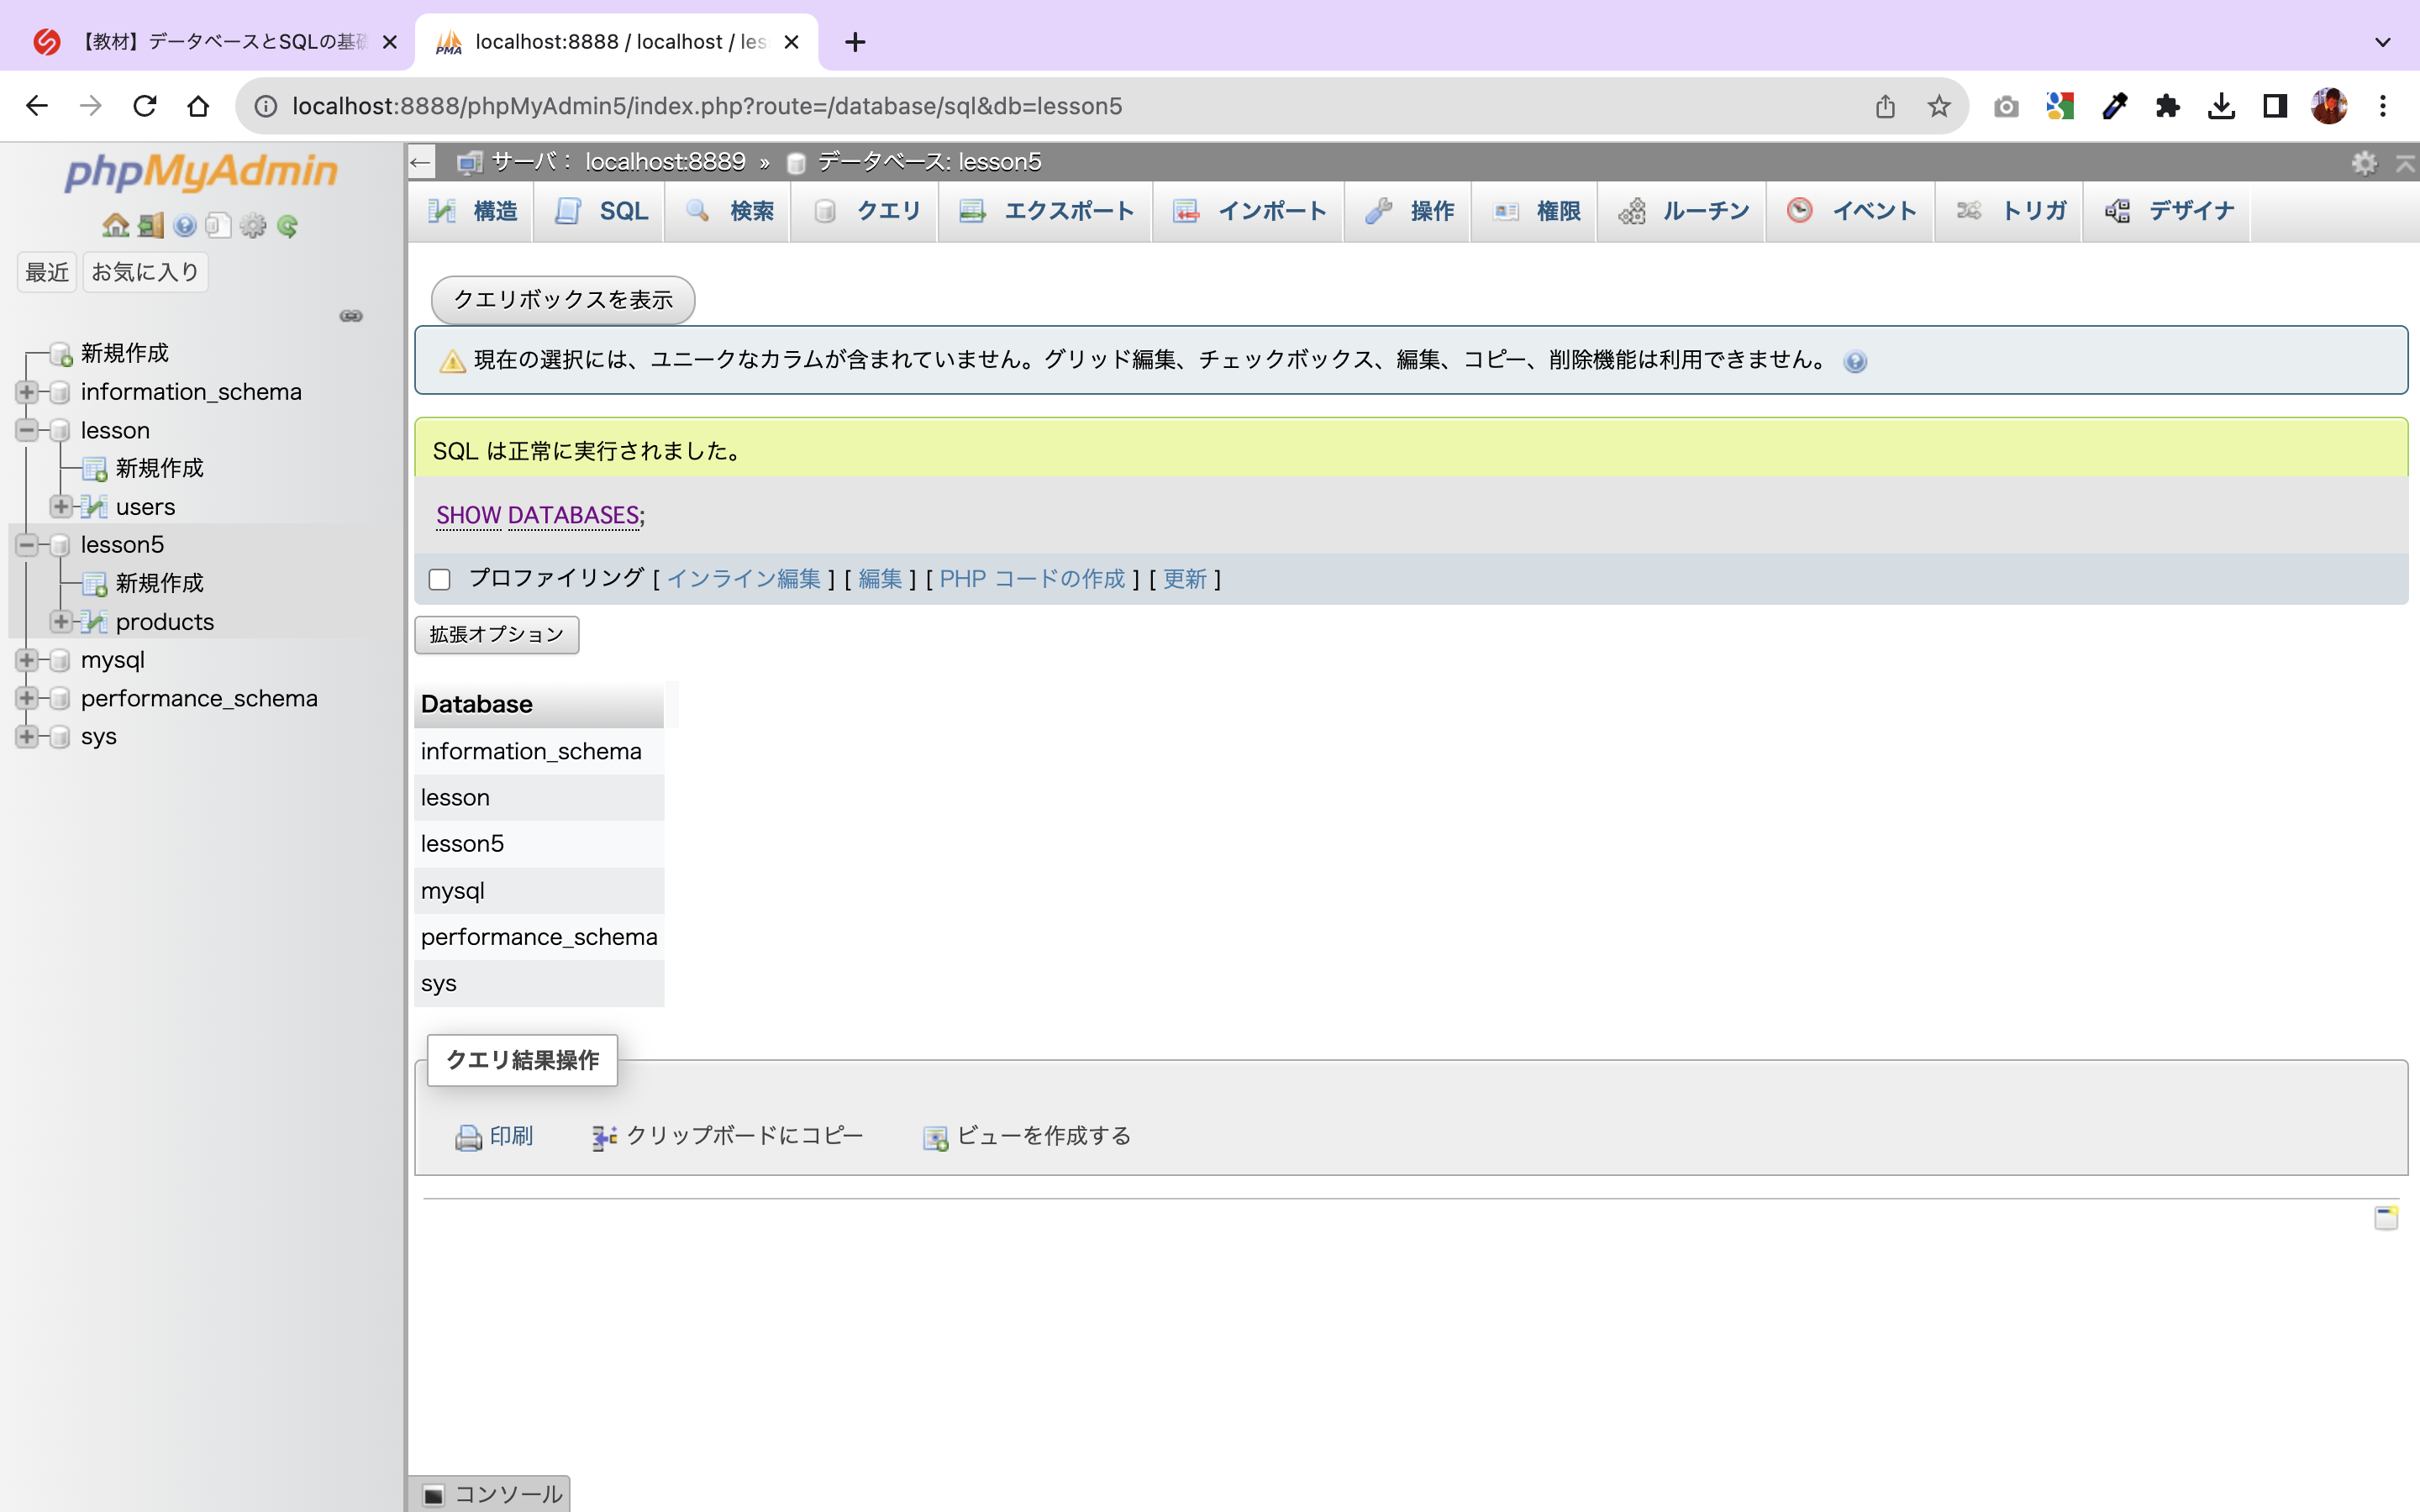 【教材】データベースとSQLの基礎
localhost:8888 / localhost / les
localhost:8888/phpMyAdmin5/index.php?route=/database/sql&db=lesson5
phpMyAdmin
最近 お気に入り
新規作成
information_schema
lesson
新規作成
users
lesson5
新規作成
products
mysql
performance_schema
sys
サーバ: localhost:8889 » データベース: lesson5
構造 SQL 検索 クエリ エクスポート インポート 操作 権限 ルーチン イベント トリガ デザイナ
クエリボックスを表示
現在の選択には、ユニークなカラムが含まれていません。グリッド編集、チェックボックス、編集、コピー、削除機能は利用できません。
SQL は正常に実行されました。
SHOW DATABASES;
プロファイリング [ インライン編集 ] [ 編集 ] [ PHP コードの作成 ] [ 更新 ]
拡張オプション
Database
information_schema
lesson
lesson5
mysql
performance_schema
sys
クエリ結果操作
印刷 クリップボードにコピー ビューを作成する
コンソール